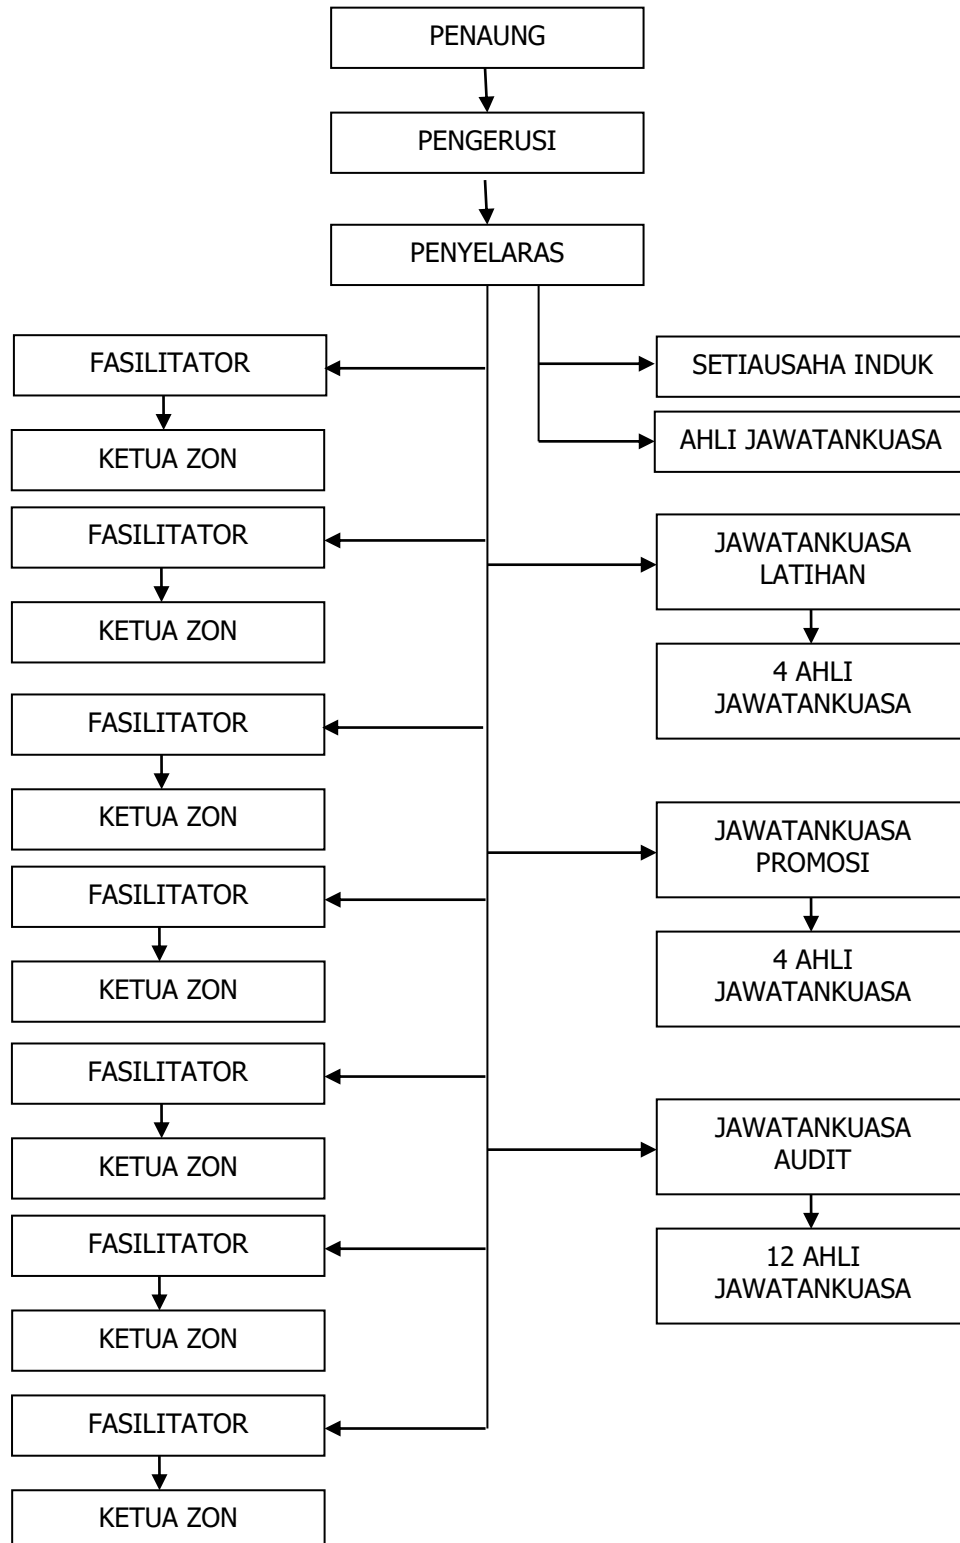 PENAUNG
PENGERUSI
PENYELARAS
FASILITATOR
KETUA ZON
FASILITATOR
KETUA ZON
FASILITATOR
KETUA ZON
FASILITATOR
KETUA ZON
FASILITATOR
KETUA ZON
FASILITATOR
KETUA ZON
FASILITATOR
KETUA ZON
SETIAUSAHA INDUK
AHLI JAWATANKUASA
JAWATANKUASA
LATIHAN
4 AHLI
JAWATANKUASA
JAWATANKUASA
PROMOSI
4 AHLI
JAWATANKUASA
JAWATANKUASA
AUDIT
12 AHLI
JAWATANKUASA